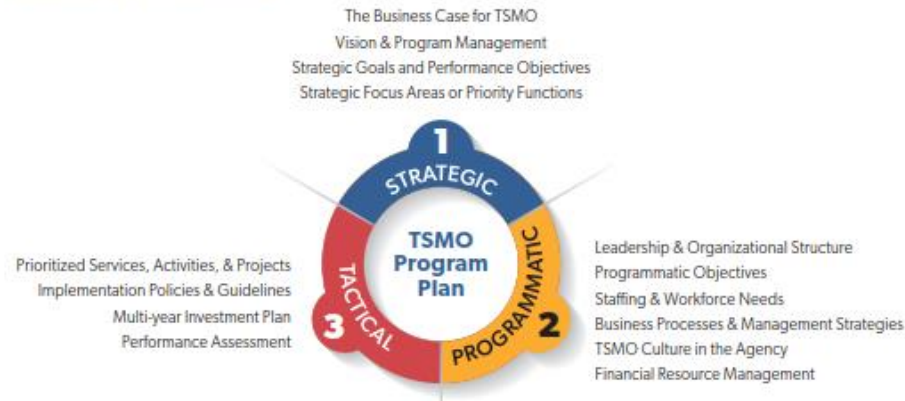 The Business Case for TSMO
Vision & Program Management
Strategic Goals and Performance Objectives
Strategic Focus Areas or Priority Functions
1
STRATEGIC
TSMO
Program
Plan
PROGRAMMATIC
2
Leadership & Organizational Structure
Programmatic Objectives
Staffing & Workforce Needs
Business Processes & Management Strategies
TSMO Culture in the Agency
Financial Resource Management
TACTICAL
3
Prioritized Services, Activities, & Projects
Implementation Policies & Guidelines
Multi-year Investment Plan
Performance Assessment